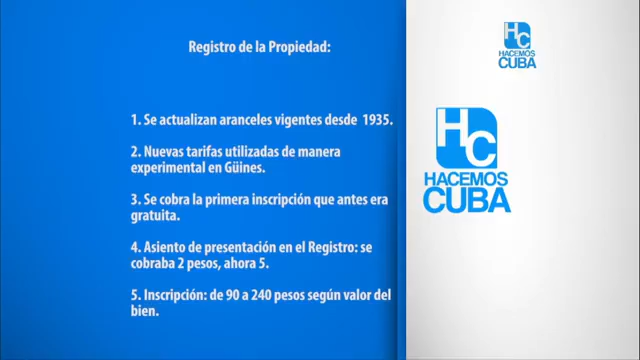 Registro de la Propiedad:
1. Se actualizan aranceles vigentes desde 1935.
2. Nuevas tarifas utilizadas de manera
experimental en Güines.
3. Se cobra la primera inscripción que antes era
gratuita.
4. Asiento de presentación en el Registro: se
cobraba 2 pesos, ahora 5.
5. Inscripción: de 90 a 240 pesos según valor del
bien.
HC
HACEMOS
CUBA
HC
HACEMOS
CUBA